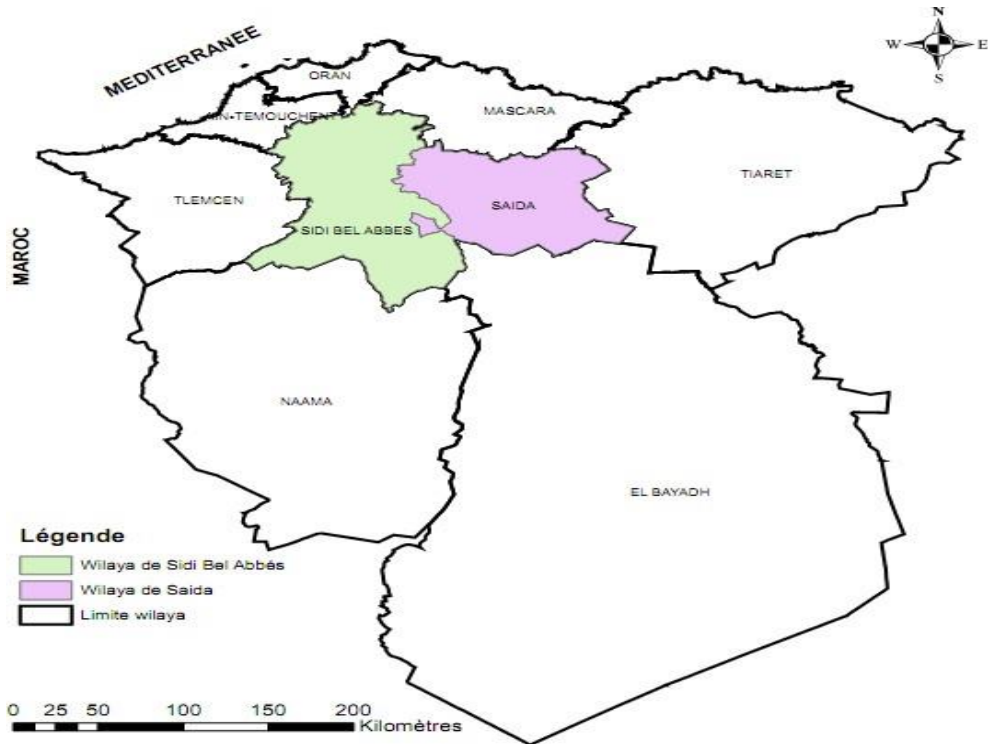 N
W E
S
MEDITERRANEE
ORAN
IN-TEMOUCHENT
MASCARA
TIARET
TLEMCEN
SAIDA
SIDI BEL ABBES
MAROC
NAAMA
EL BAYADH
Légende
Wilaya de Sidi Bel Abbés
Wilaya de Saida
Limite wilaya
0 25 50 100 150 200
Kilomètres